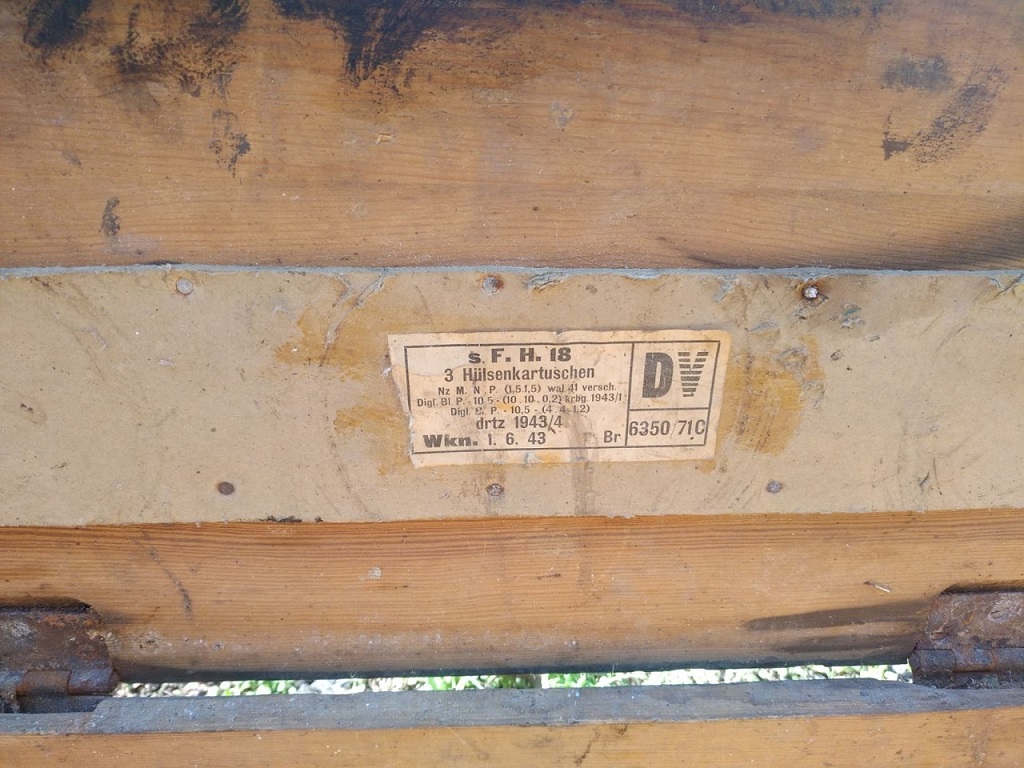 s. F. H. 18
3 Hülsenkartuschen
Nz. M. N. P. (1,5.1,5) wal 41 versch.
Digl. Bl. P. - 10,5 - (10. 10. 0,2) krbg 1943/1
Digl. N. P. - 10,5 - (4. 4. 1,2)
drtz 1943/4
Wkn. 1. 6. 43 Br
DV
6350/71C